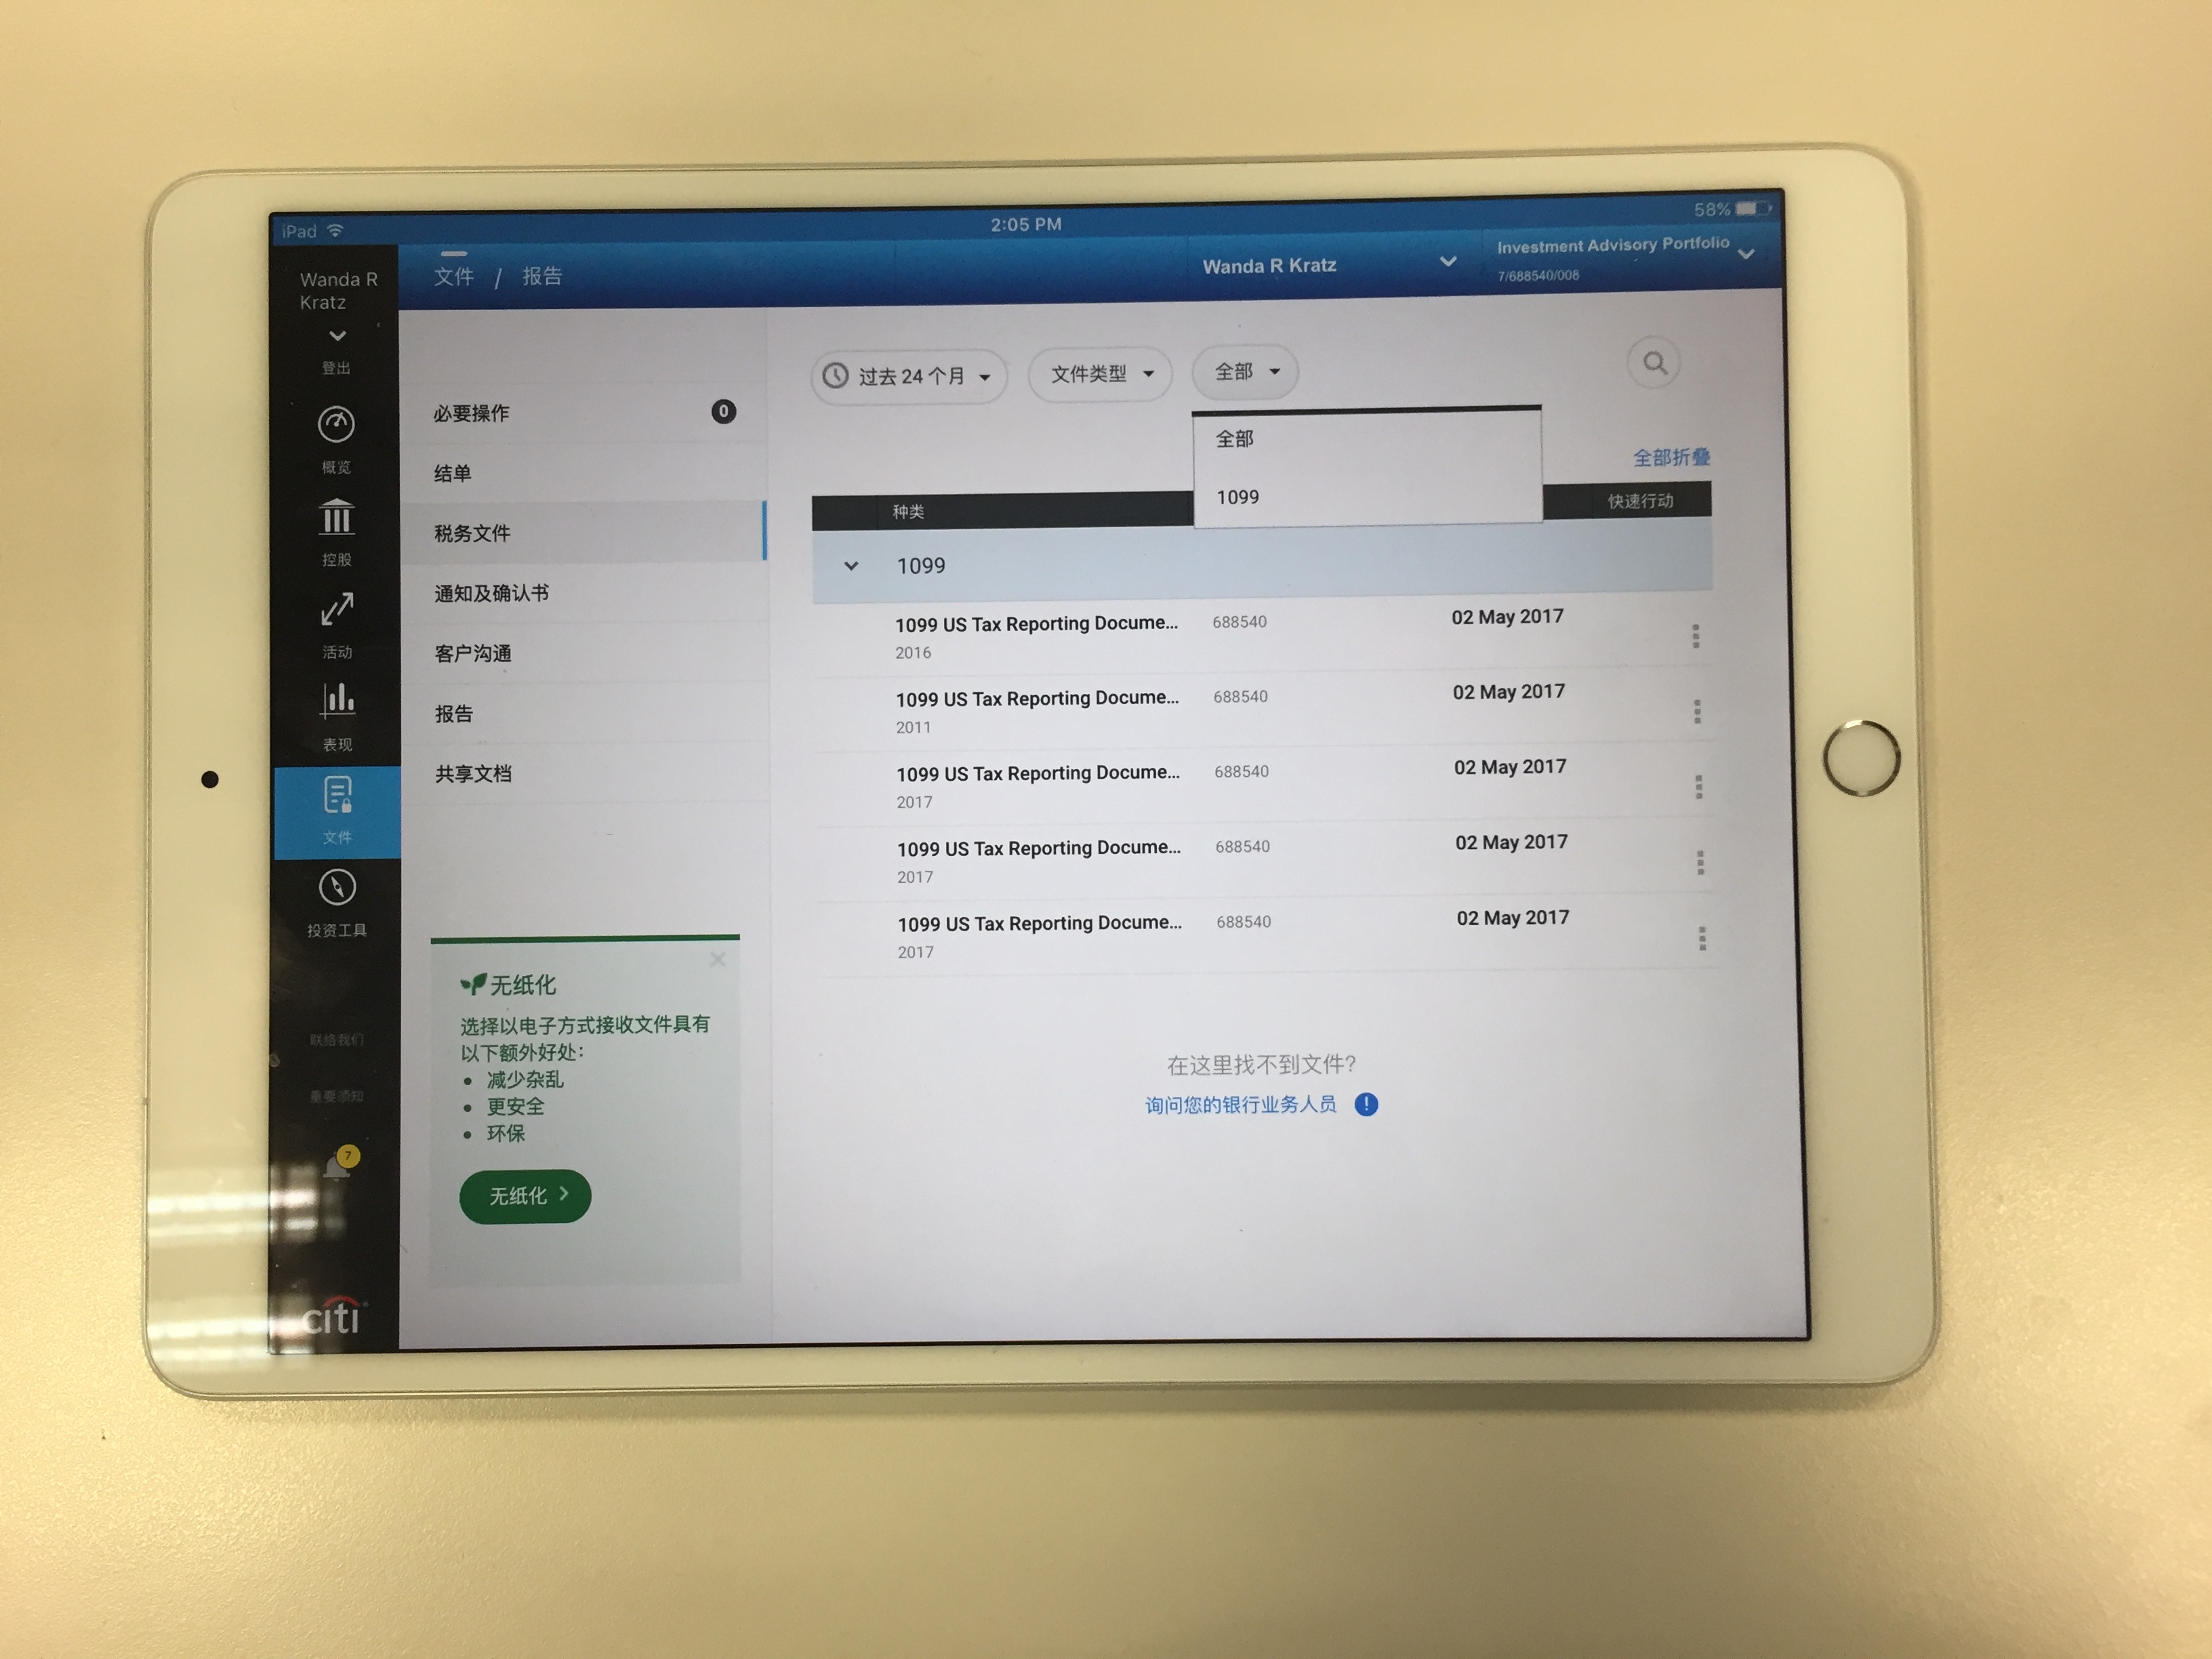 iPad
2:05 PM
58%
Wanda R
Kratz
登出
概览
控股
活动
表现
文件
投资工具
联络我们
重要须知
7
citi
文件 / 报告
Wanda R Kratz
Investment Advisory Portfolio
7/688540/008
必要操作
0
结单
税务文件
通知及确认书
客户沟通
报告
共享文档
无纸化
选择以电子方式接收文件具有
以下额外好处：
• 减少杂乱
• 更安全
• 环保
无纸化
过去 24 个月
文件类型
全部
全部
1099
全部折叠
种类
快速行动
1099
1099 US Tax Reporting Docume... 688540 02 May 2017
2016
1099 US Tax Reporting Docume... 688540 02 May 2017
2011
1099 US Tax Reporting Docume... 688540 02 May 2017
2017
1099 US Tax Reporting Docume... 688540 02 May 2017
2017
1099 US Tax Reporting Docume... 688540 02 May 2017
2017
在这里找不到文件？
询问您的银行业务人员